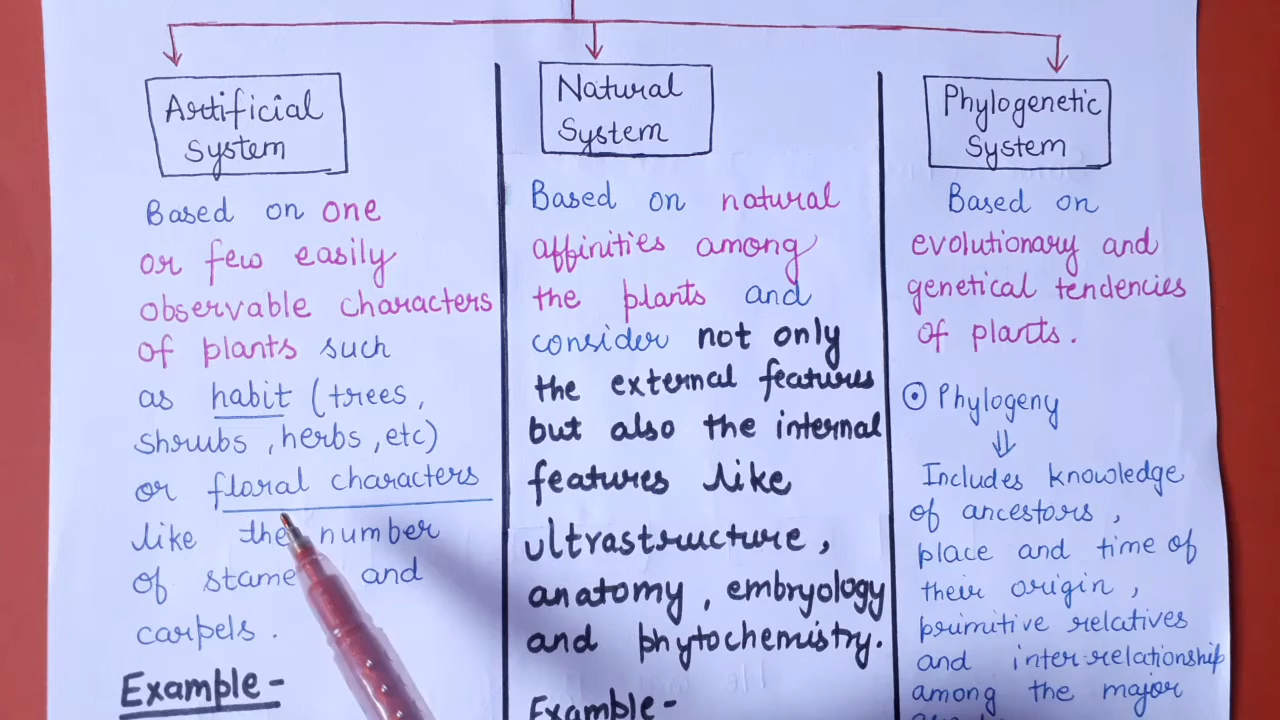 Artificial
System
Based on one
or few easily
observable characters
of plants such
as habit (trees,
shrubs, herbs, etc)
or floral characters
like the number
of stame and
carpels.
Example-
Natural
System
Based on natural
affinities among
the plants and
consider not only
the external features
but also the internal
features like
ultrastructure,
anatomy, embryology
and phytochemistry.
Example-
Phylogenetic
System
Based on
evolutionary and
genetical tendencies
of plants.
Phylogeny
Includes knowledge
of ancestors,
place and time of
their origin,
primitive relatives
and inter-relationship
among the major